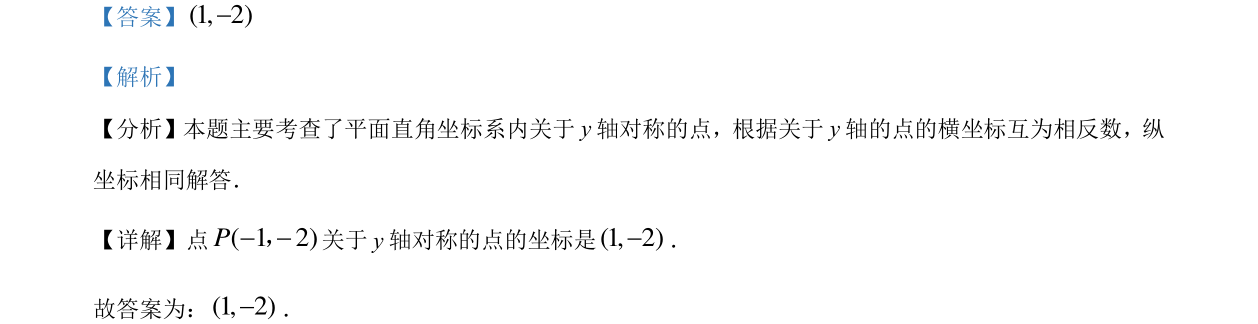 【答案】(1,−2)
【解析】
【分析】本题主要考查了平面直角坐标系内关于 y 轴对称的点，根据关于 y 轴的点的横坐标互为相反数，纵
坐标相同解答．
【详解】点 P(−1，−2) 关于 y 轴对称的点的坐标是 (1,−2)．
故答案为：(1,−2)．